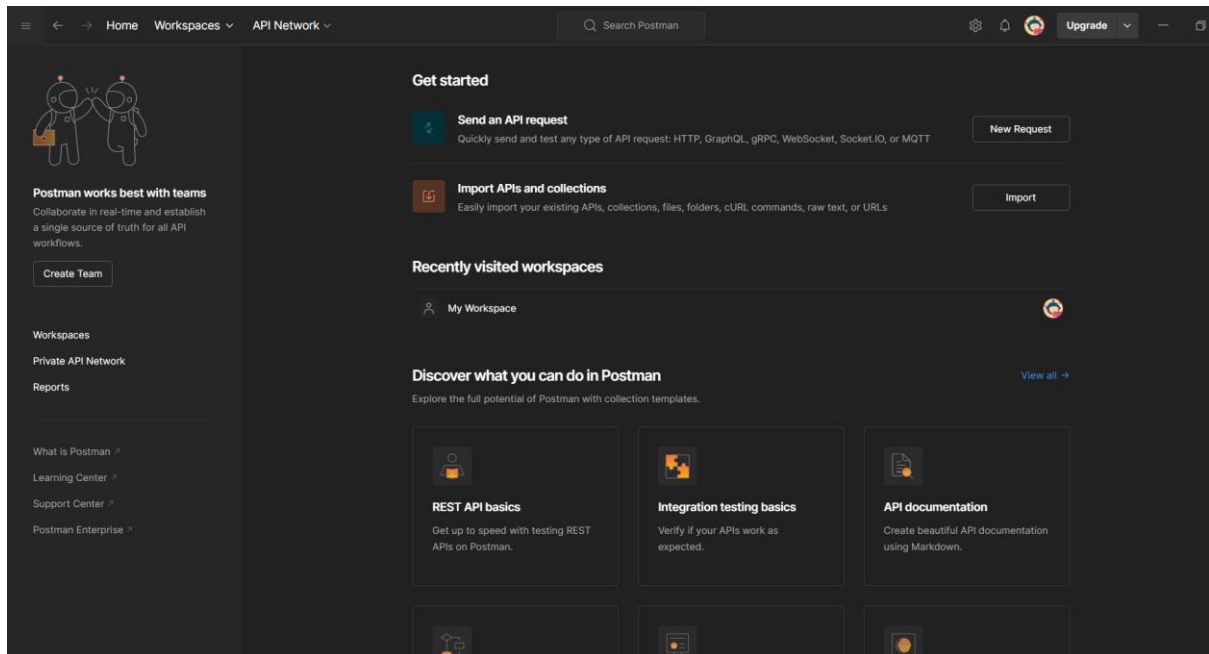 Home Workspaces API Network Search Postman Upgrade
Postman works best with teams
Collaborate in real-time and establish
a single source of truth for all API
workflows.
Create Team
Workspaces
Private API Network
Reports
What is Postman
Learning Center
Support Center
Postman Enterprise
Get started
Send an API request
Quickly send and test any type of API request: HTTP, GraphQL, gRPC, WebSocket, Socket.IO, or MQTT
New Request
Import APIs and collections
Easily import your existing APIs, collections, files, folders, cURL commands, raw text, or URLs
Import
Recently visited workspaces
My Workspace
Discover what you can do in Postman
View all →
Explore the full potential of Postman with collection templates.
REST API basics
Get up to speed with testing REST
APIs on Postman.
Integration testing basics
Verify if your APIs work as
expected.
API documentation
Create beautiful API documentation
using Markdown.